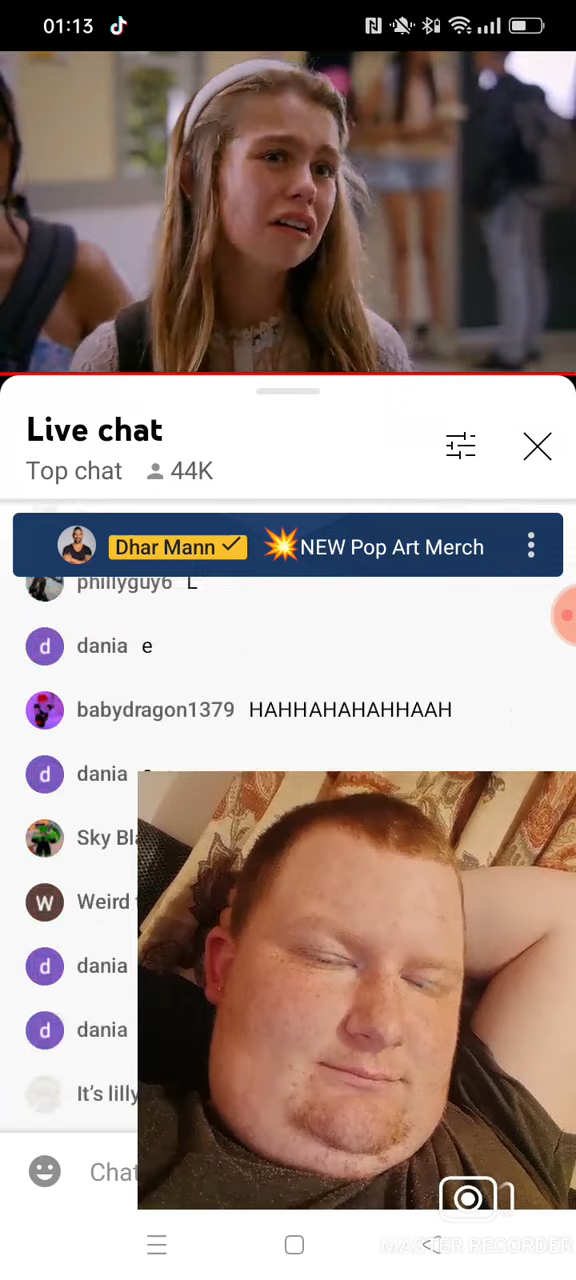 01:13
Live chat
Top chat 44K
Dhar Mann 💥NEW Pop Art Merch
phillyguy6 L
dania e
babydragon1379 HAHHAHAHAHHAAH
d dania
Sky Bla
W Weird
d dania
d dania
It's lilly
Chat
MASTER RECORDER